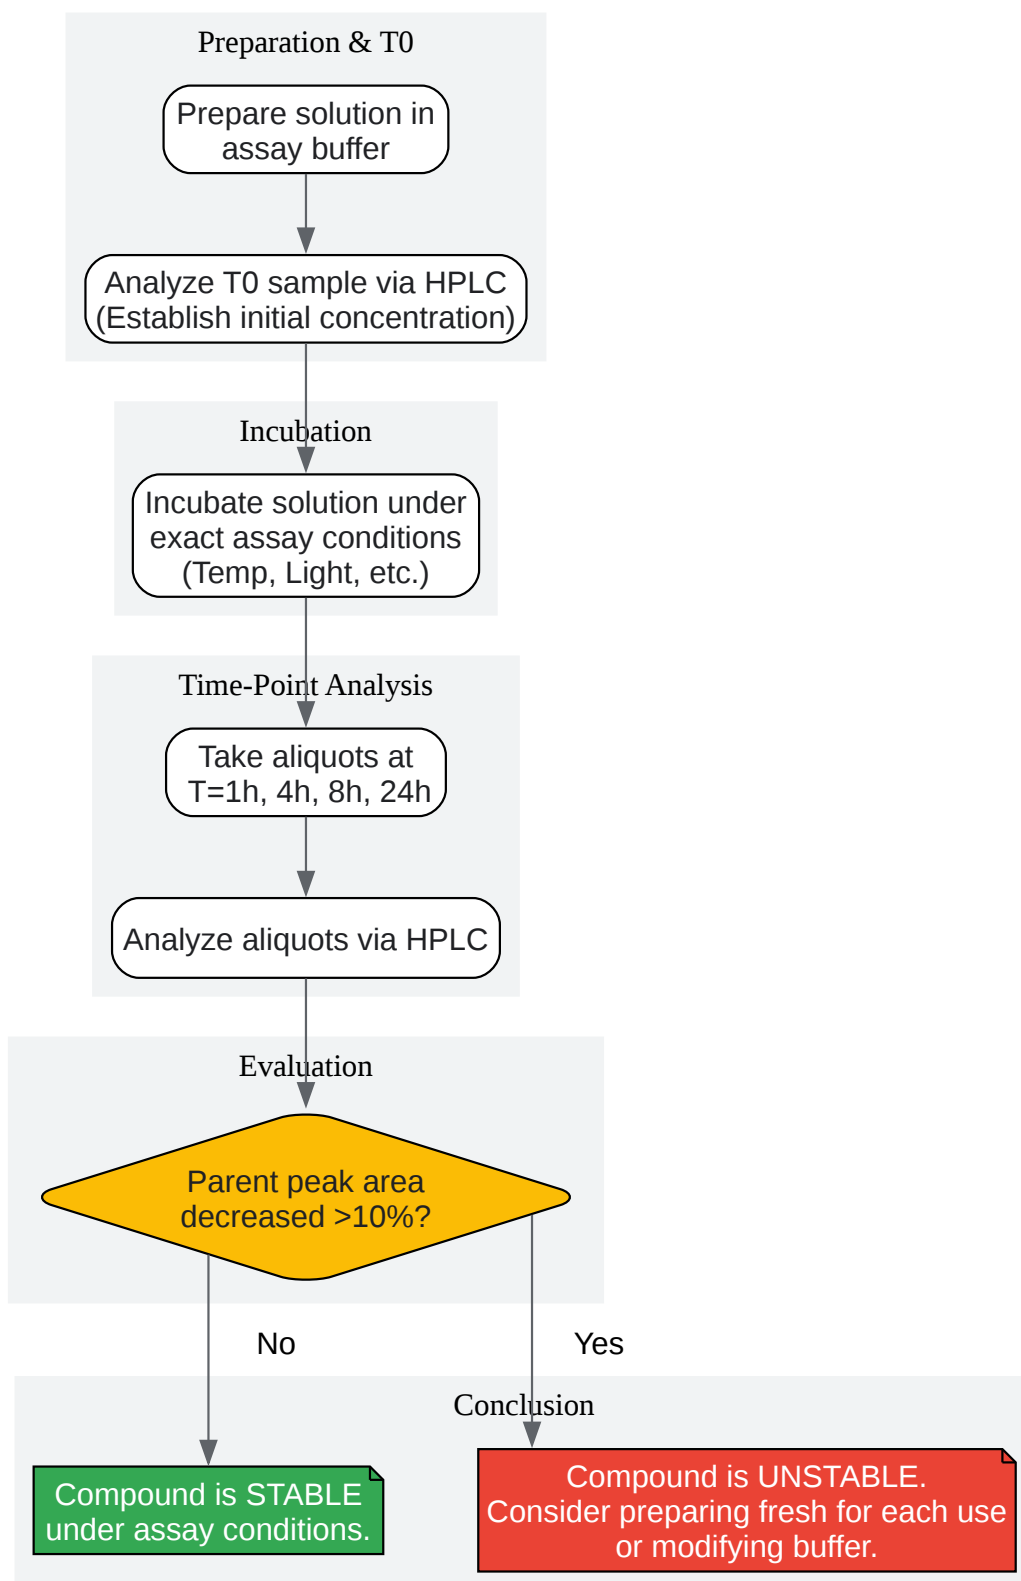 Preparation & T0
Prepare solution in
assay buffer
Analyze T0 sample via HPLC
(Establish initial concentration)
Incubation
Incubate solution under
exact assay conditions
(Temp, Light, etc.)
Time-Point Analysis
Take aliquots at
T=1h, 4h, 8h, 24h
Analyze aliquots via HPLC
Evaluation
Parent peak area
decreased >10%?
No
Yes
Conclusion
Compound is STABLE
under assay conditions.
Compound is UNSTABLE.
Consider preparing fresh for each use
or modifying buffer.